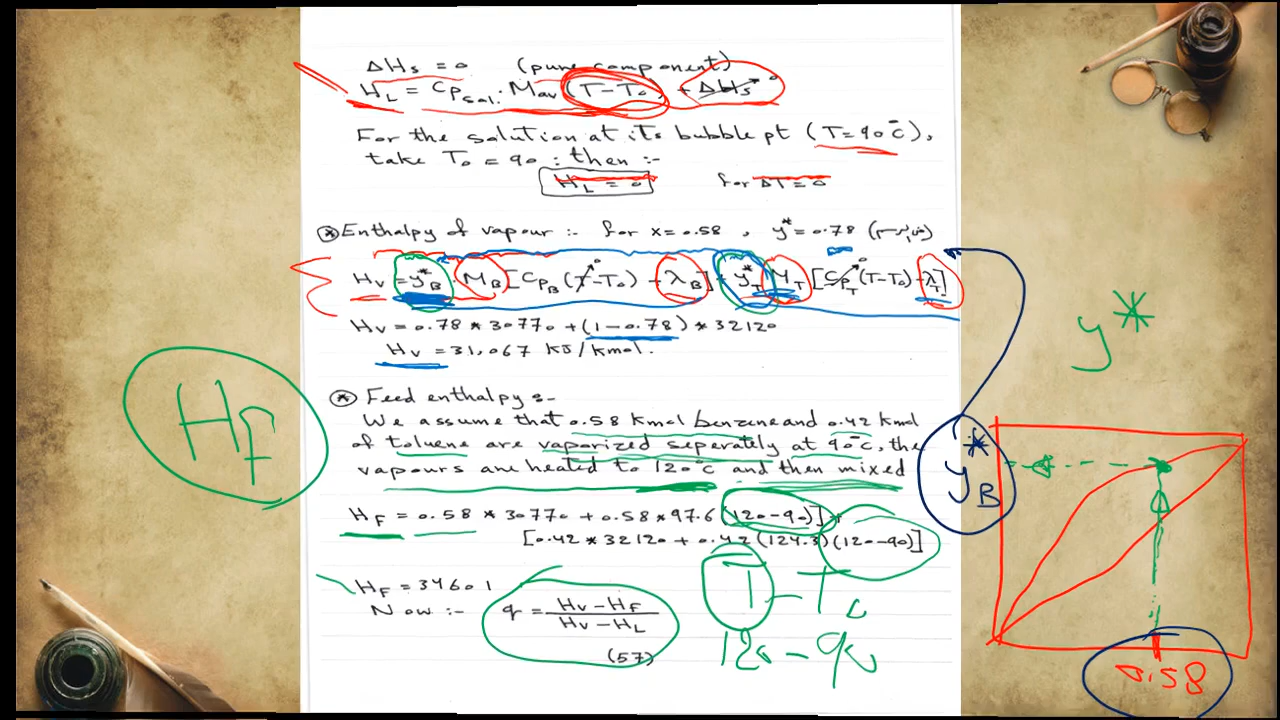 ΔHs = 0 (pure component)
HL = CpSol. Mav (T-To) + ΔHs° 
For the solution at its bubble pt (T=90°C),
take To = 90 : then :-
HL = 0 for ΔT = 0
* Enthalpy of vapour :- for x = 0.58 , y* = 0.78
Hv = y*B MB [CpB (T-To) + λB] + y*T MT [CpT (T-To) + λT]
Hv = 0.78 * 30770 + (1-0.78) * 32120
Hv = 31,067 KJ/Kmol.
* Feed enthalpy :-
We assume that 0.58 Kmol benzene and 0.42 Kmol
of toluene are vaporized seperately at 90°C, the
vapours are heated to 120°C and then mixed
HF = 0.58 * 30770 + 0.58 * 97.6 (120-90)] +
[0.42 * 32120 + 0.42 (124.3) (120-90)]
HF = 34601
Now :- q = Hv - HF / Hv - HL
(57)
HF
T - To
120 - 90
y*
y*B
0.58